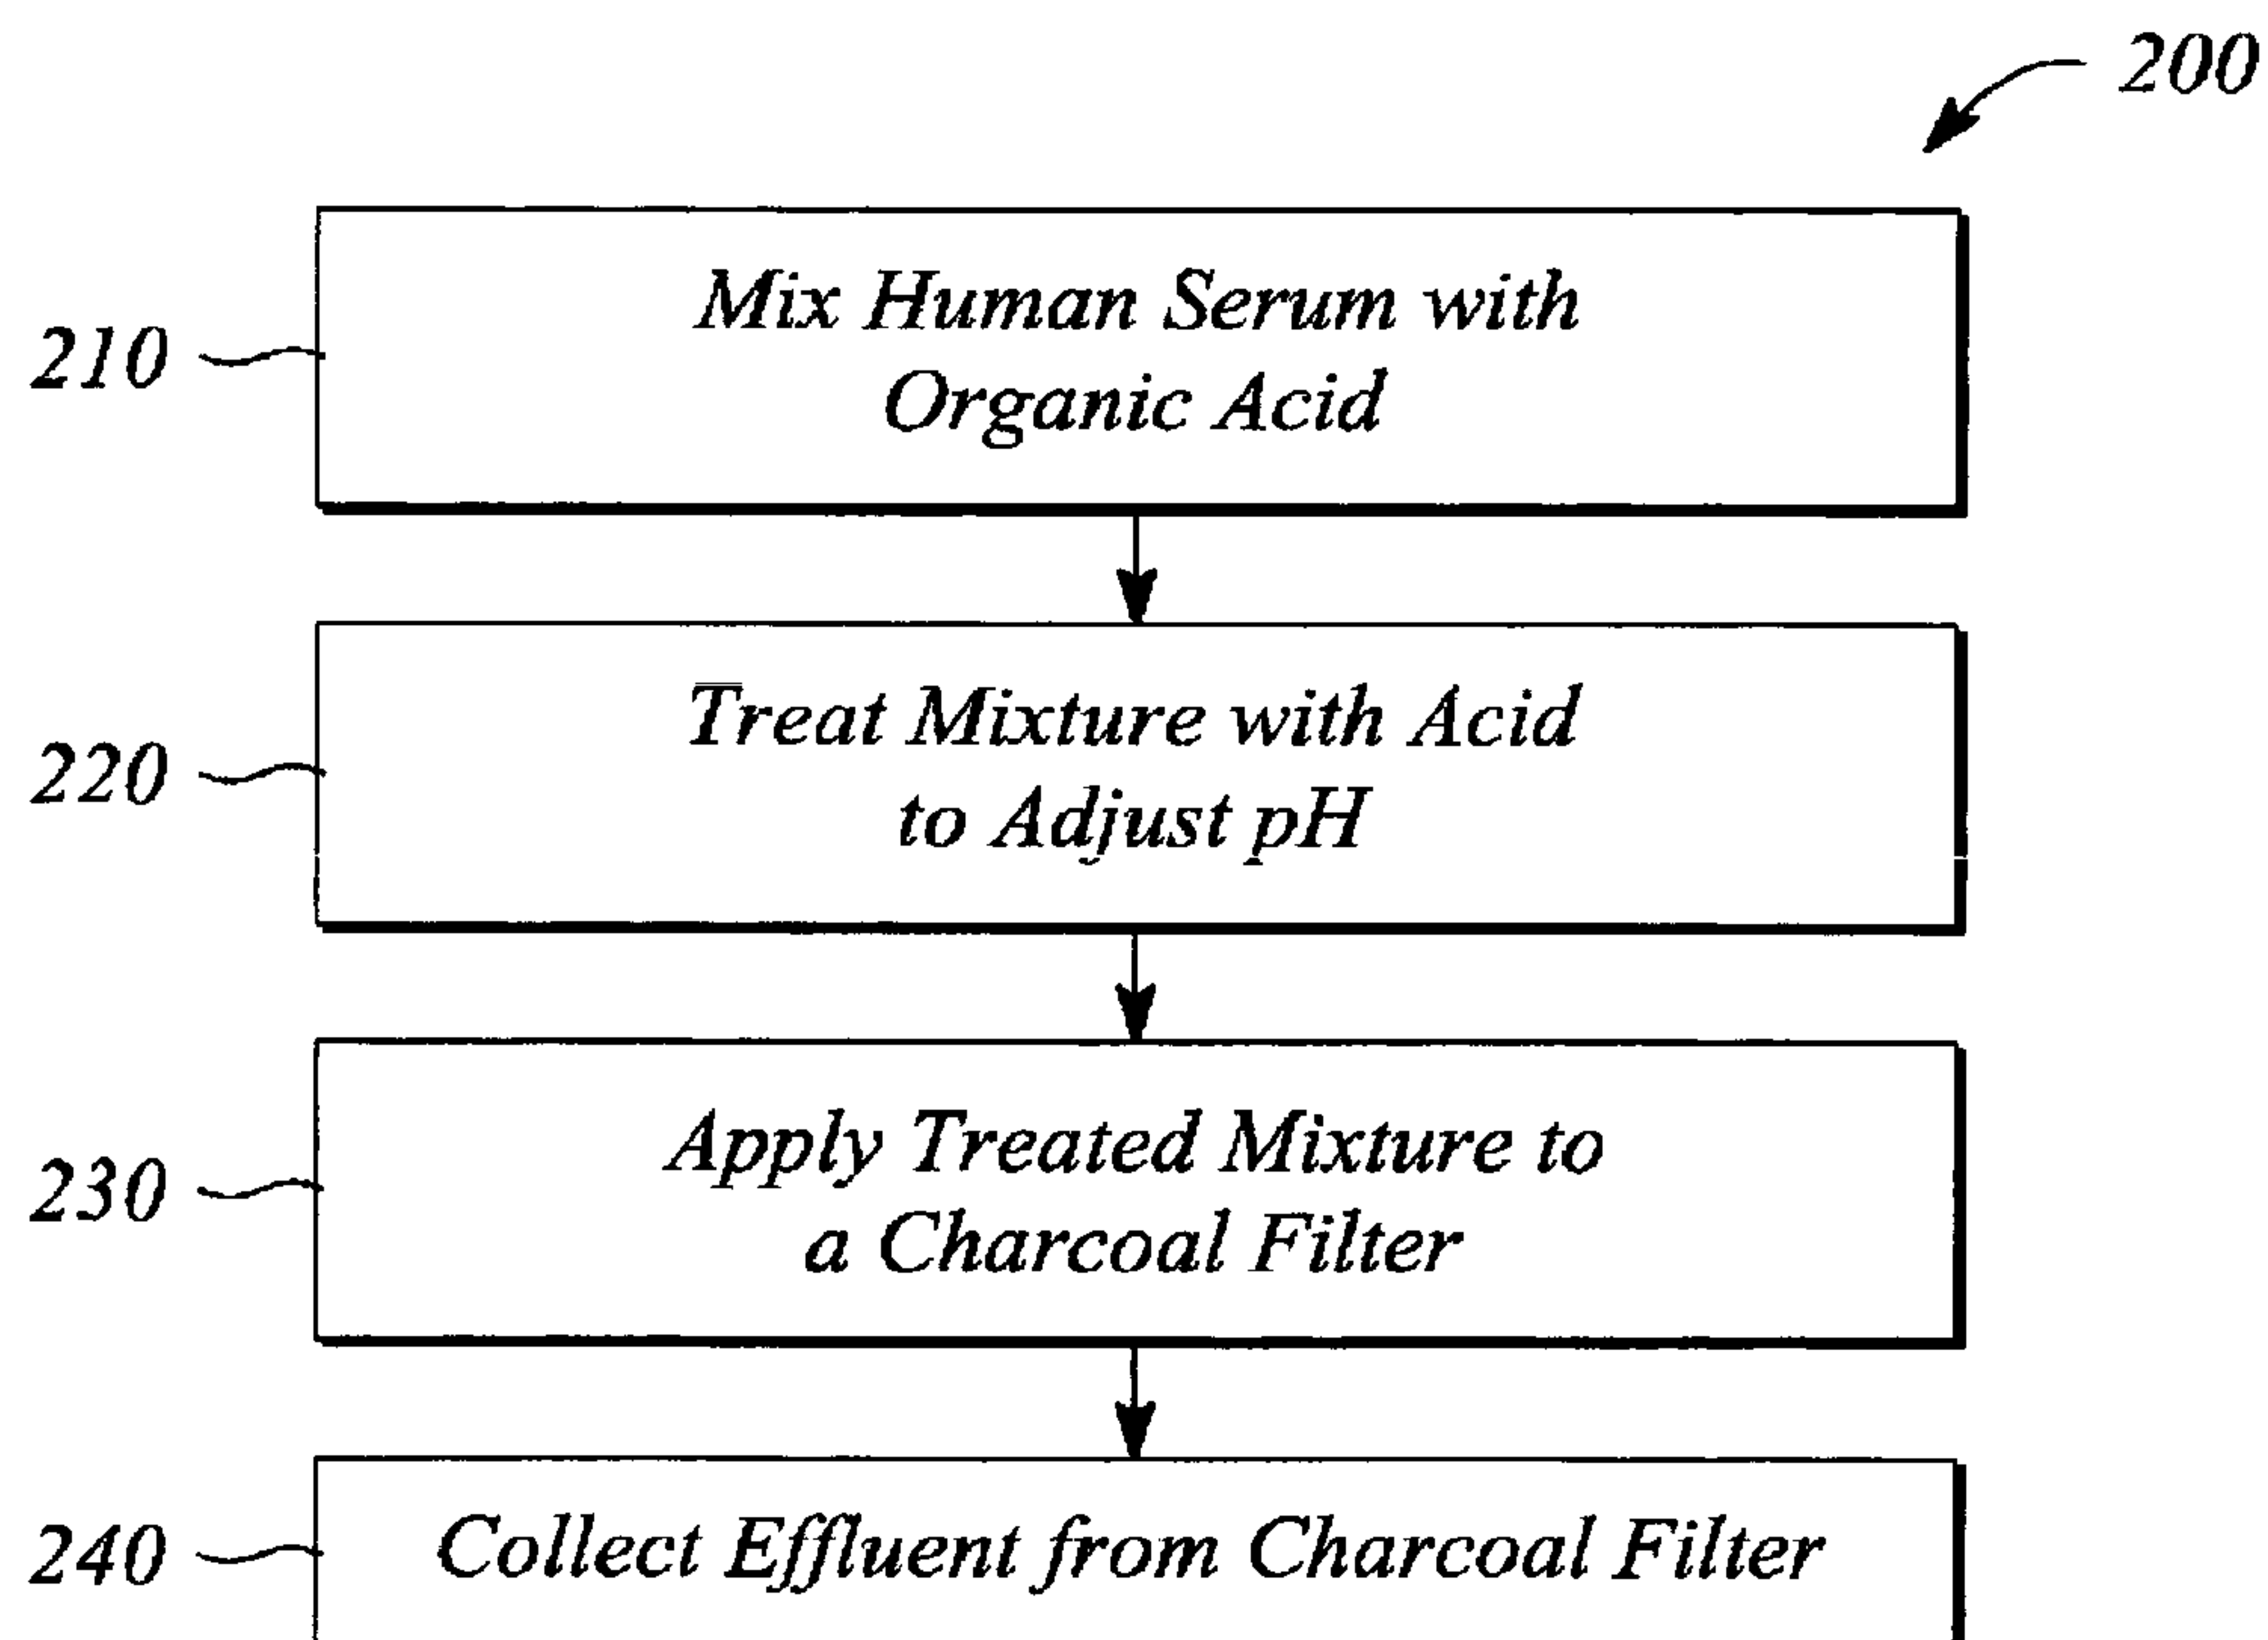 200
210
Mix Human Serum with
Organic Acid
220
Treat Mixture with Acid
to Adjust pH
230
Apply Treated Mixture to
a Charcoal Filter
240
Collect Effluent from Charcoal Filter